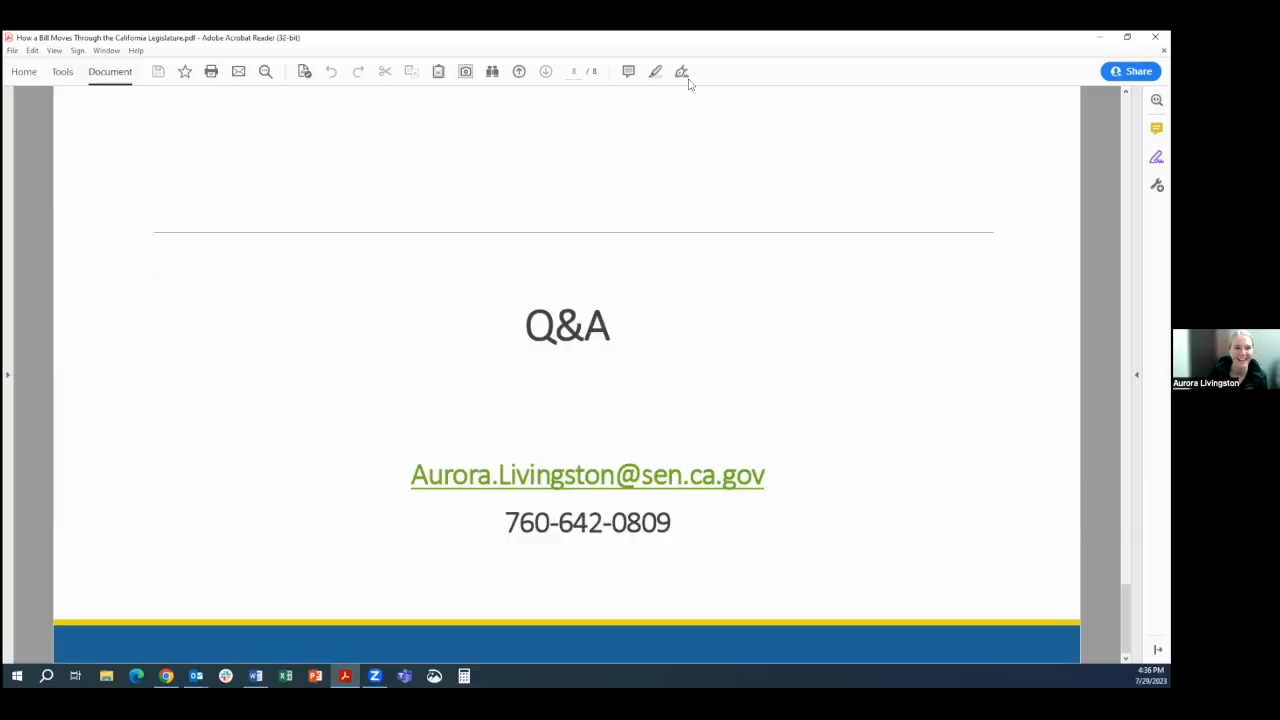 How a Bill Moves Through the California Legislature.pdf - Adobe Acrobat Reader (32-bit)
File Edit View Sign Window Help
Home Tools Document 8 / 8 Share
Q&A
Aurora.Livingston@sen.ca.gov
760-642-0809
Aurora Livingston
4:36 PM
7/29/2023